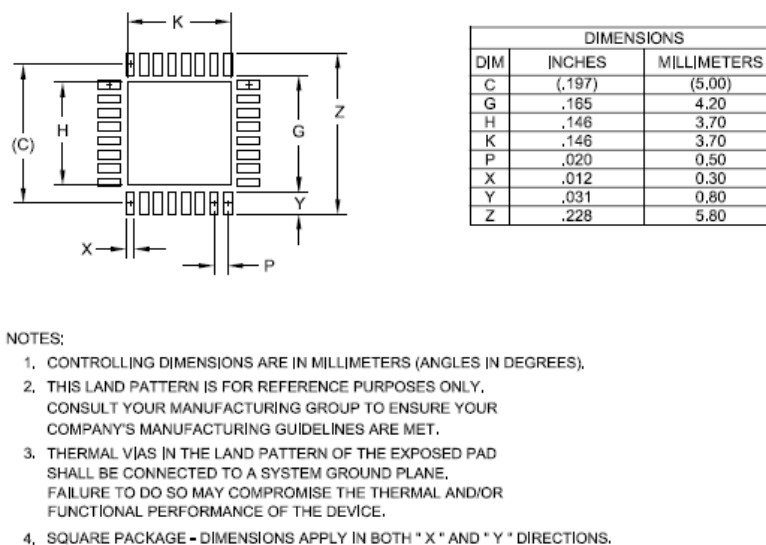 K
DIMENSIONS
DIM INCHES MILLIMETERS
C (.197) (5.00)
G .165 4.20
H .146 3.70
K .146 3.70
P .020 0.50
X .012 0.30
Y .031 0.80
Z .228 5.80
(C)
H
G
Z
Y
X
P
NOTES:
1. CONTROLLING DIMENSIONS ARE IN MILLIMETERS (ANGLES IN DEGREES).
2. THIS LAND PATTERN IS FOR REFERENCE PURPOSES ONLY.
CONSULT YOUR MANUFACTURING GROUP TO ENSURE YOUR
COMPANY'S MANUFACTURING GUIDELINES ARE MET.
3. THERMAL VIAS IN THE LAND PATTERN OF THE EXPOSED PAD
SHALL BE CONNECTED TO A SYSTEM GROUND PLANE.
FAILURE TO DO SO MAY COMPROMISE THE THERMAL AND/OR
FUNCTIONAL PERFORMANCE OF THE DEVICE.
4. SQUARE PACKAGE - DIMENSIONS APPLY IN BOTH " X " AND " Y " DIRECTIONS.